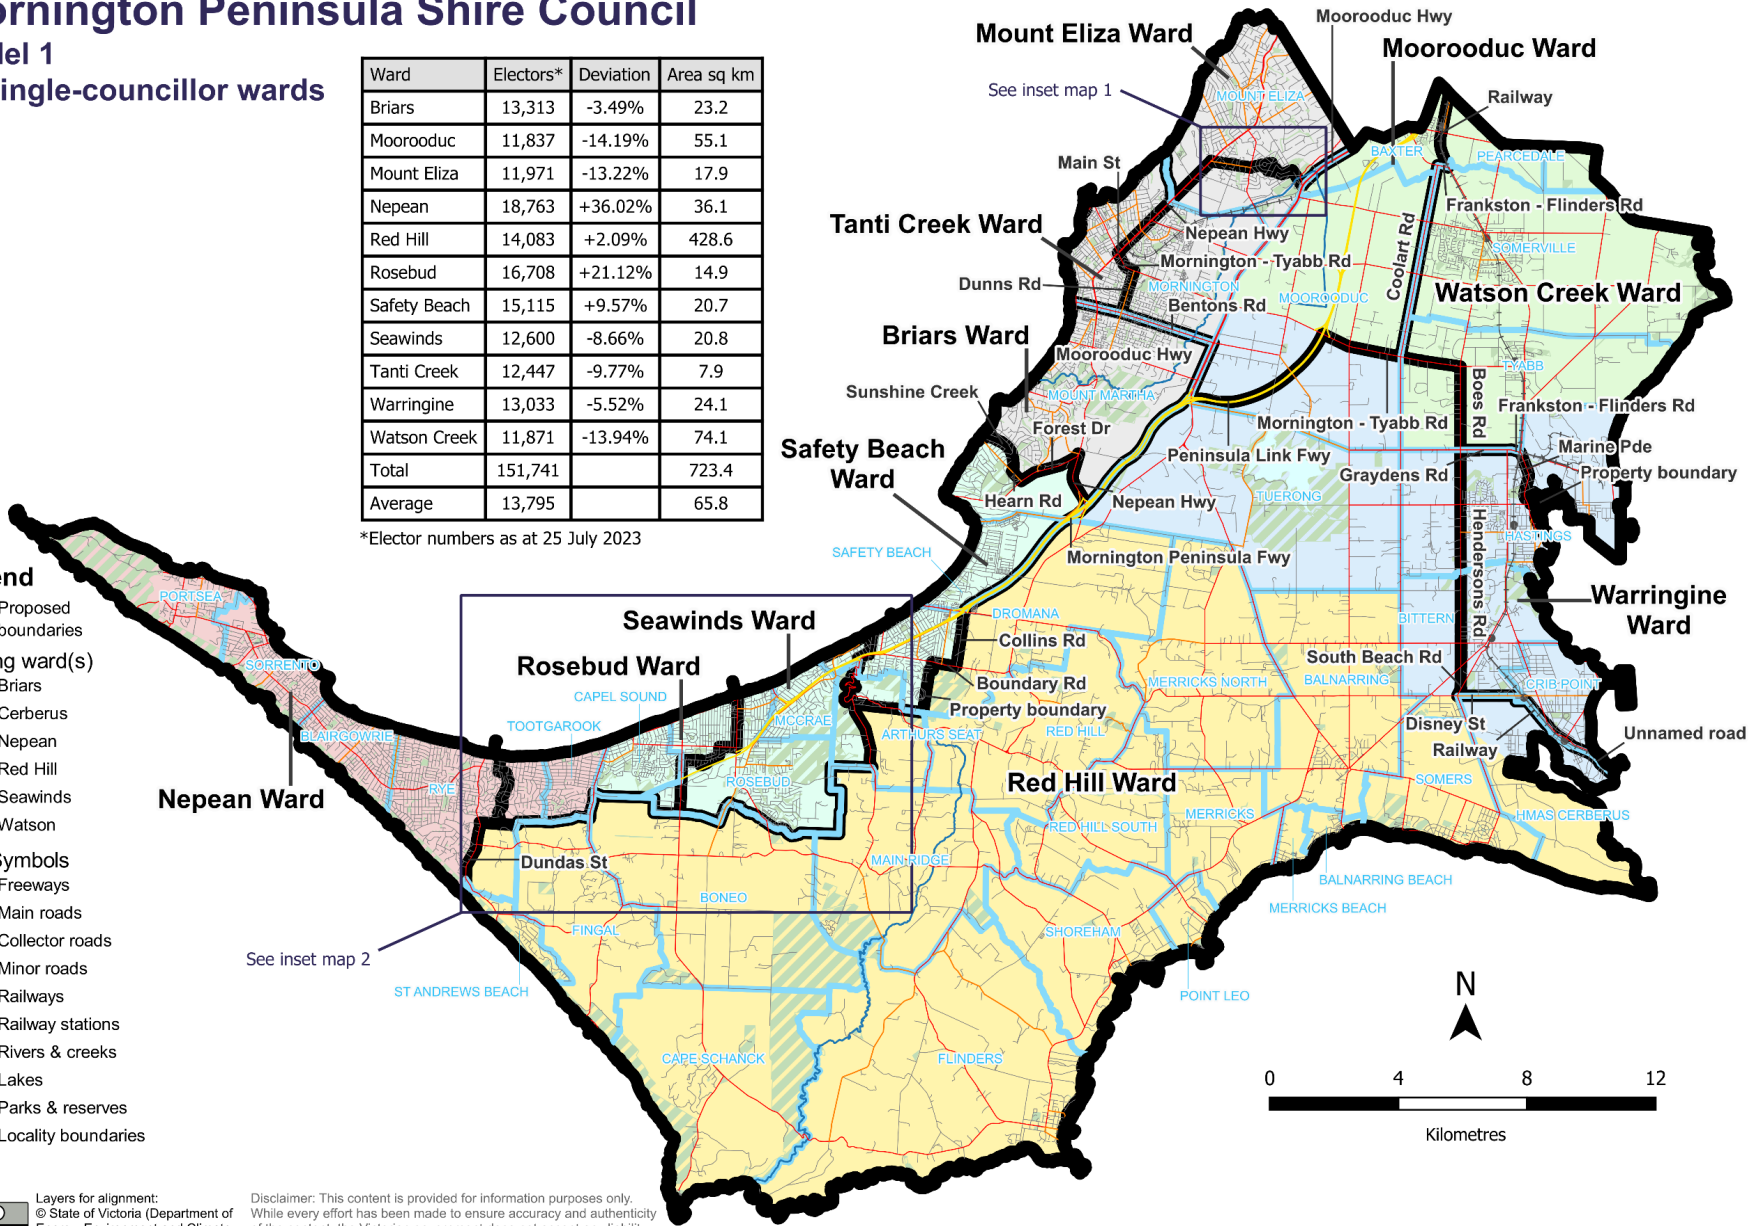 ornington Peninsula Shire Council
del 1
single-councillor wards
Ward Electors* Deviation Area sq km
Briars 13,313 -3.49% 23.2
Moorooduc 11,837 -14.19% 55.1
Mount Eliza 11,971 -13.22% 17.9
Nepean 18,763 +36.02% 36.1
Red Hill 14,083 +2.09% 428.6
Rosebud 16,708 +21.12% 14.9
Safety Beach 15,115 +9.57% 20.7
Seawinds 12,600 -8.66% 20.8
Tanti Creek 12,447 -9.77% 7.9
Warringine 13,033 -5.52% 24.1
Watson Creek 11,871 -13.94% 74.1
Total 151,741 723.4
Average 13,795 65.8
*Elector numbers as at 25 July 2023
Mount Eliza Ward
Moorooduc Hwy
Moorooduc Ward
See inset map 1
MOUNT ELIZA
Railway
Main St
BAXTER
PEARCEDALE
Frankston - Flinders Rd
Tanti Creek Ward
Nepean Hwy
Coolart Rd
SOMERVILLE
Mornington - Tyabb Rd
Dunns Rd
MORNINGTON
MOOROODUC
Bentons Rd
Watson Creek Ward
Briars Ward
Moorooduc Hwy
TYABB
Sunshine Creek
MOUNT MARTHA
Boes Rd
Frankston - Flinders Rd
Forest Dr
Mornington - Tyabb Rd
Safety Beach
Ward
Peninsula Link Fwy
Marine Pde
Graydens Rd
Property boundary
TUERONG
Hearn Rd
Nepean Hwy
Hendersons Rd
HASTINGS
SAFETY BEACH
Mornington Peninsula Fwy
Warringine
Ward
PORTSEA
Seawinds Ward
DROMANA
BITTERN
Collins Rd
SORRENTO
Rosebud Ward
South Beach Rd
BALNARRING
MERRICKS NORTH
Boundary Rd
CRIB POINT
CAPEL SOUND
Property boundary
TOOTGAROOK
MCCRAE
BLAIRGOWRIE
ARTHURS SEAT
RED HILL
Disney St
Railway
Unnamed road
Nepean Ward
RYE
ROSEBUD
Red Hill Ward
SOMERS
MERRICKS
HMAS CERBERUS
RED HILL SOUTH
Dundas St
MAIN RIDGE
BALNARRING BEACH
BONEO
MERRICKS BEACH
FINGAL
SHOREHAM
See inset map 2
ST ANDREWS BEACH
POINT LEO
CAPE SCHANCK
FLINDERS
N
0 4 8 12
Kilometres
end
Proposed
boundaries
ng ward(s)
Briars
Cerberus
Nepean
Red Hill
Seawinds
Watson
Symbols
Freeways
Main roads
Collector roads
Minor roads
Railways
Railway stations
Rivers & creeks
Lakes
Parks & reserves
Locality boundaries
Layers for alignment:
© State of Victoria (Department of
Disclaimer: This content is provided for information purposes only.
While every effort has been made to ensure accuracy and authenticity